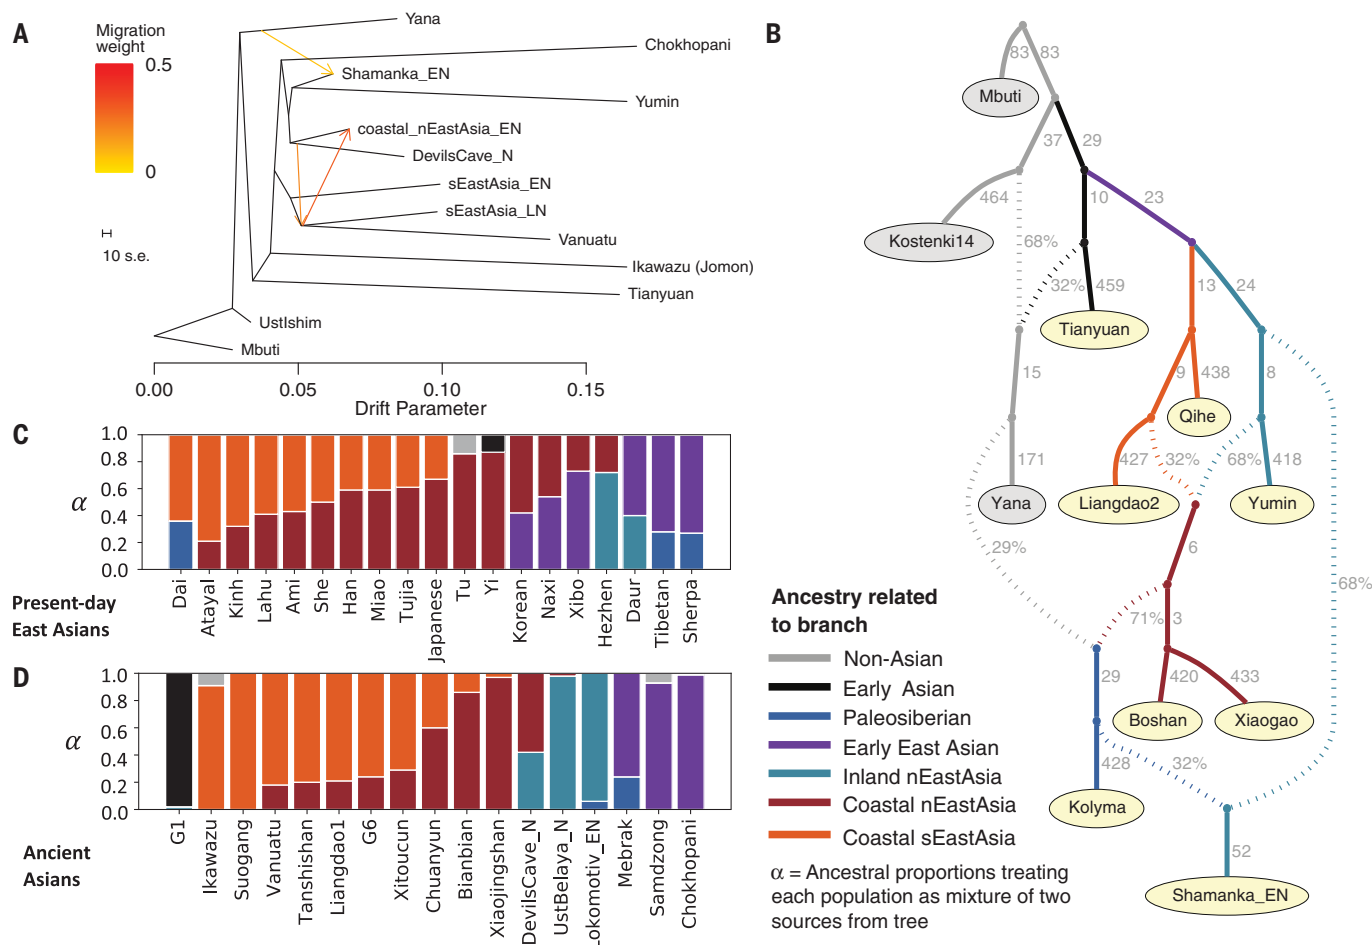 A
Migration
weight
0.5
0
10 s.e.
Yana
Chokhopani
Shamanka_EN
Yumin
coastal_nEastAsia_EN
DevilsCave_N
sEastAsia_EN
sEastAsia_LN
Vanuatu
Ikawazu (Jomon)
Tianyuan
UstIshim
Mbuti
0.00 0.05 0.10 0.15
Drift Parameter
B
83 83
Mbuti
37 29
464 10 23
Kostenki14
68%
32% 459 13 24
Tianyuan
15 9 438 8
Qihe
171 427 32% 68% 418
Yana Liangdao2 Yumin
29% 6
68%
71% 3
29 420 433
Boshan Xiaogao
428 32%
Kolyma
52
Shamanka_EN
Ancestry related
to branch
Non-Asian
Early Asian
Paleosiberian
Early East Asian
Inland nEastAsia
Coastal nEastAsia
Coastal sEastAsia
α = Ancestral proportions treating
each population as mixture of two
sources from tree
C
1.0
0.8
0.6
0.4
0.2
0.0
α
Dai
Atayal
Kinh
Lahu
Ami
She
Han
Miao
Tujia
Japanese
Tu
Yi
Korean
Naxi
Xibo
Hezhen
Daur
Tibetan
Sherpa
Present-day
East Asians
D
1.0
0.8
0.6
0.4
0.2
0.0
α
G1
Ikawazu
Suogang
Vanuatu
Tanshishan
Liangdao1
G6
Xitoucun
Chuanyun
Bianbian
Xiaojingshan
DevilsCave_N
UstBelaya_N
Lokomotiv_EN
Mebrak
Samdzong
Chokhopani
Ancient
Asians